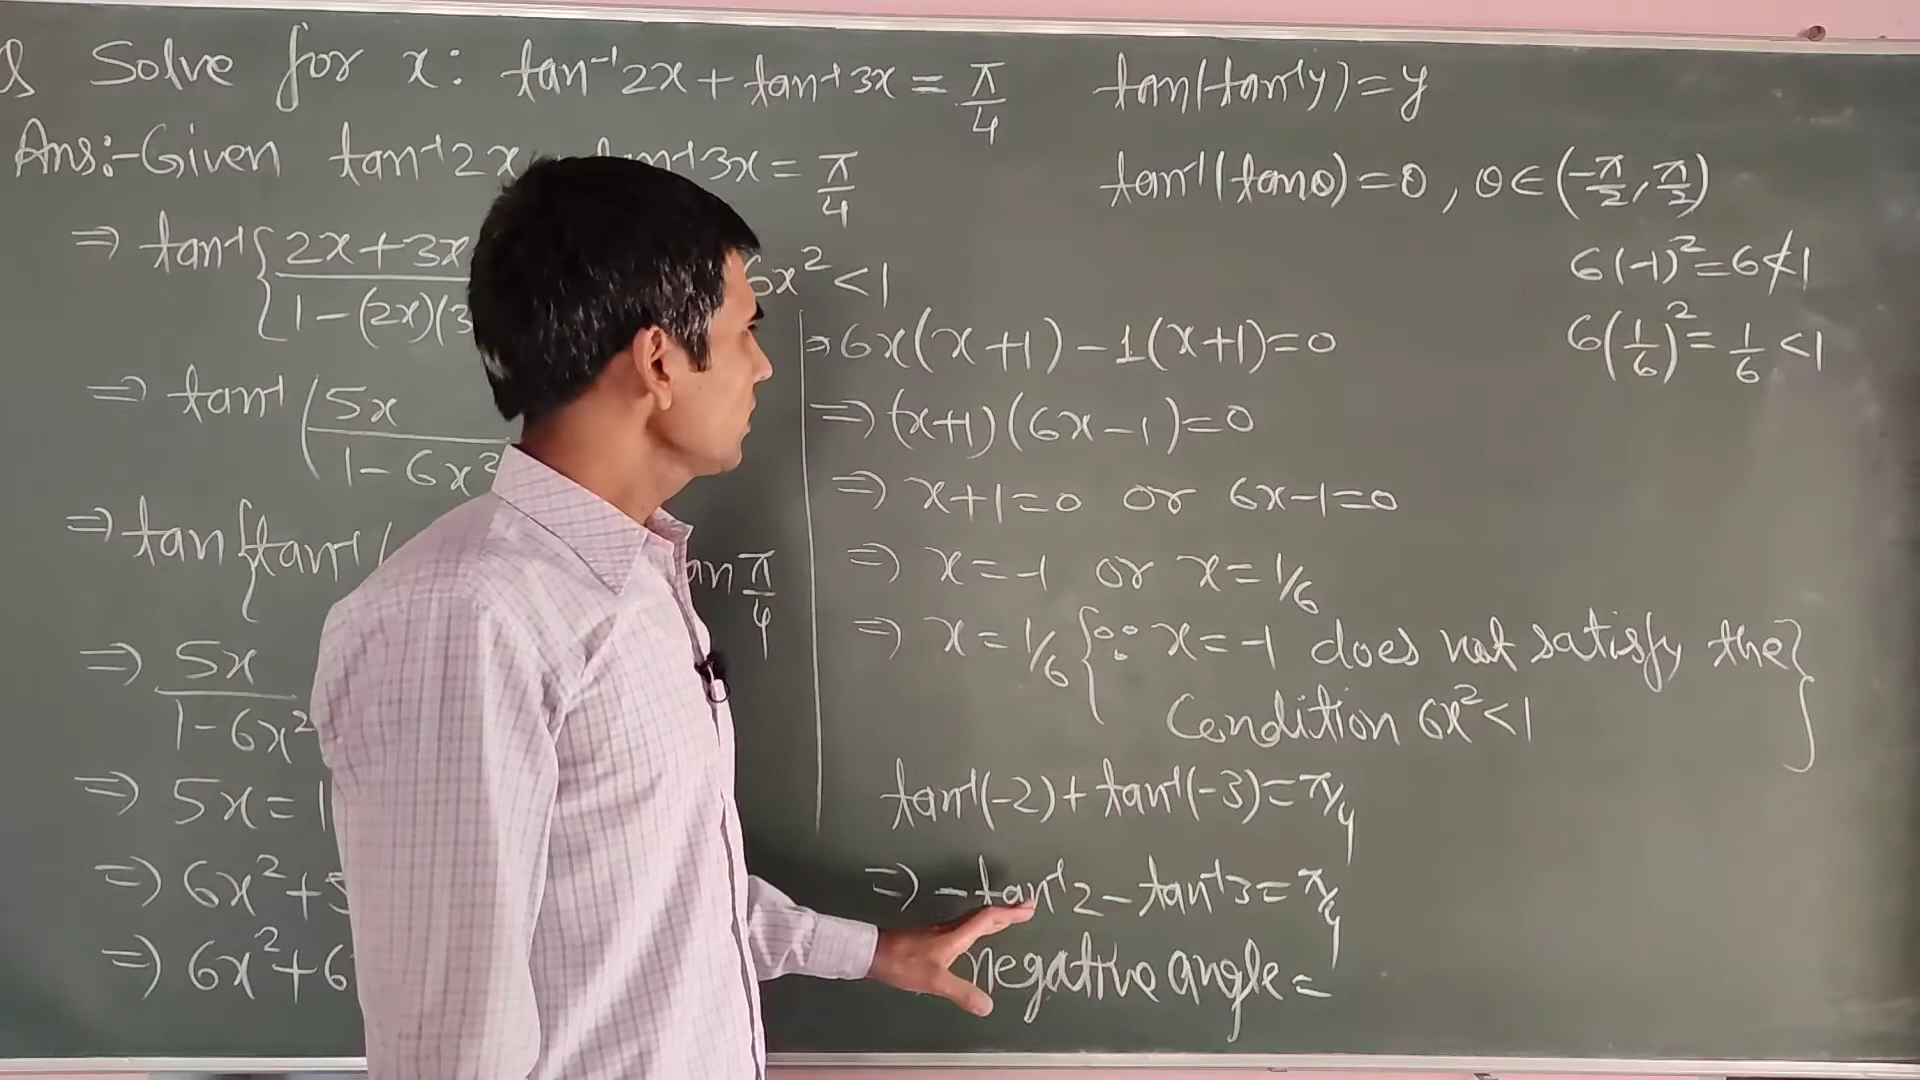 Q Solve for x: tan⁻¹2x + tan⁻¹3x = π/4
Ans:- Given tan⁻¹2x tan⁻¹3x = π/4
⇒ tan⁻¹{2x+3x / 1-(2x)(3 6x² < 1
⇒ tan⁻¹(5x / 1-6x²
⇒ tan{tan⁻¹( tan π/4
⇒ 5x / 1-6x²
⇒ 5x = 1
⇒ 6x² + 5
⇒ 6x² + 6
⇒ 6x(x+1) - 1(x+1) = 0
⇒ (x+1)(6x-1) = 0
⇒ x+1=0 or 6x-1=0
⇒ x=-1 or x=1/6
⇒ x = 1/6 {∵ x=-1 does not satisfy the
Condition 6x² < 1}
tan⁻¹(-2) + tan⁻¹(-3) = π/4
⇒ -tan⁻¹2 - tan⁻¹3 = π/4
negative angle =
tan(tan⁻¹y) = y
tan⁻¹(tanθ) = θ, θ ∈ (-π/2, π/2)
6(-1)² = 6 ≮ 1
6(1/6)² = 1/6 < 1